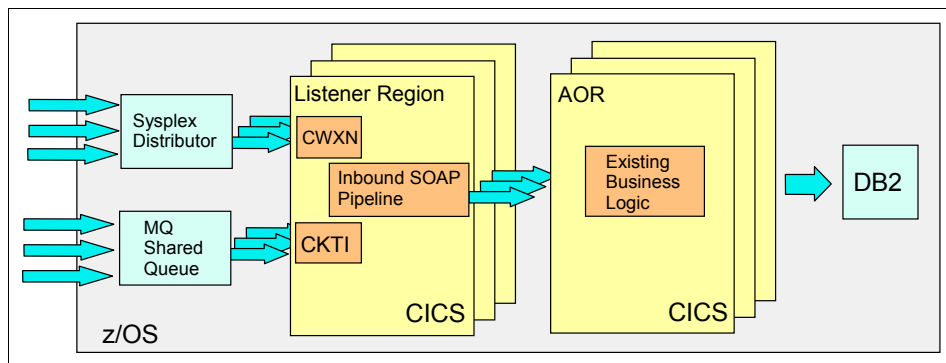 Listener Region
AOR
Sysplex
Distributor
CWXN
Inbound SOAP
Pipeline
Existing
Business
Logic
DB2
MQ
Shared
Queue
CKTI
CICS
CICS
z/OS